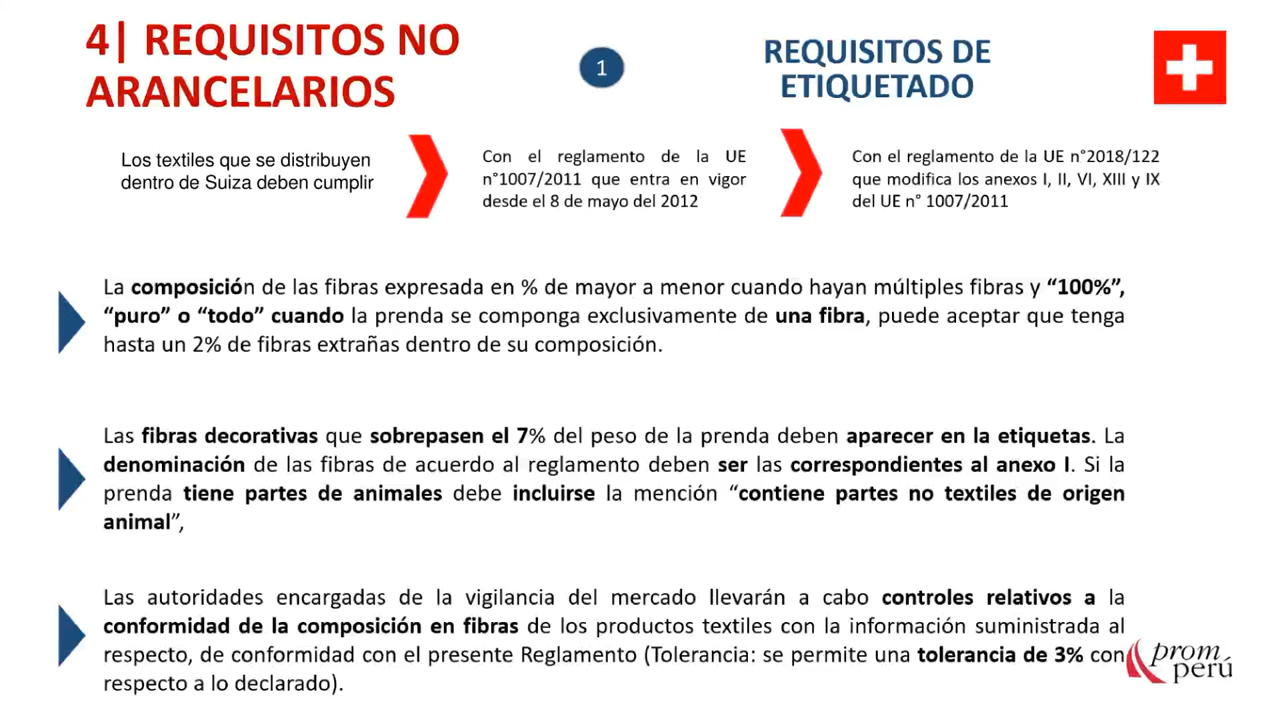 4| REQUISITOS NO
ARANCELARIOS
1
REQUISITOS DE
ETIQUETADO
Los textiles que se distribuyen
dentro de Suiza deben cumplir
Con el reglamento de la UE
n°1007/2011 que entra en vigor
desde el 8 de mayo del 2012
Con el reglamento de la UE n°2018/122
que modifica los anexos I, II, VI, XIII y IX
del UE n° 1007/2011
La composición de las fibras expresada en % de mayor a menor cuando hayan múltiples fibras y “100%”,
“puro” o “todo” cuando la prenda se componga exclusivamente de una fibra, puede aceptar que tenga
hasta un 2% de fibras extrañas dentro de su composición.
Las fibras decorativas que sobrepasen el 7% del peso de la prenda deben aparecer en la etiquetas. La
denominación de las fibras de acuerdo al reglamento deben ser las correspondientes al anexo I. Si la
prenda tiene partes de animales debe incluirse la mención “contiene partes no textiles de origen
animal”,
Las autoridades encargadas de la vigilancia del mercado llevarán a cabo controles relativos a la
conformidad de la composición en fibras de los productos textiles con la información suministrada al
respecto, de conformidad con el presente Reglamento (Tolerancia: se permite una tolerancia de 3% con
respecto a lo declarado).
prom
perú